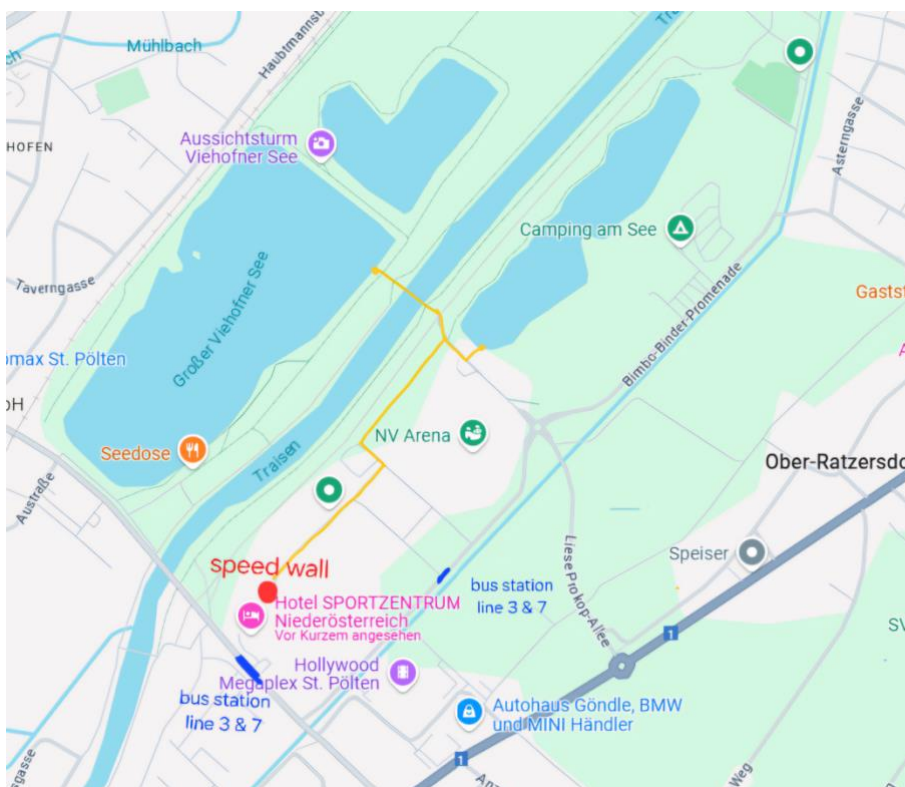 Mühlbach
Haubtmannsb
Tra
HOFEN
Aussichtsturm
Viehofner See
Asterngasse
Camping am See
Taverngasse
Großer Viehofner See
Gastst
Bimbo-Binder-Promenade
omax St. Pölten
NV Arena
Seedose
Traisen
Ober-Ratzersdo
Austraße
Liese Prokop-Allee
Speiser
speed wall
bus station
line 3 & 7
Hotel SPORTZENTRUM
Niederösterreich
Vor Kurzem angesehen
1
SV
Hollywood
Megaplex St. Pölten
bus station
line 3 & 7
Autohaus Göndle, BMW
und MINI Händler
1
Weg